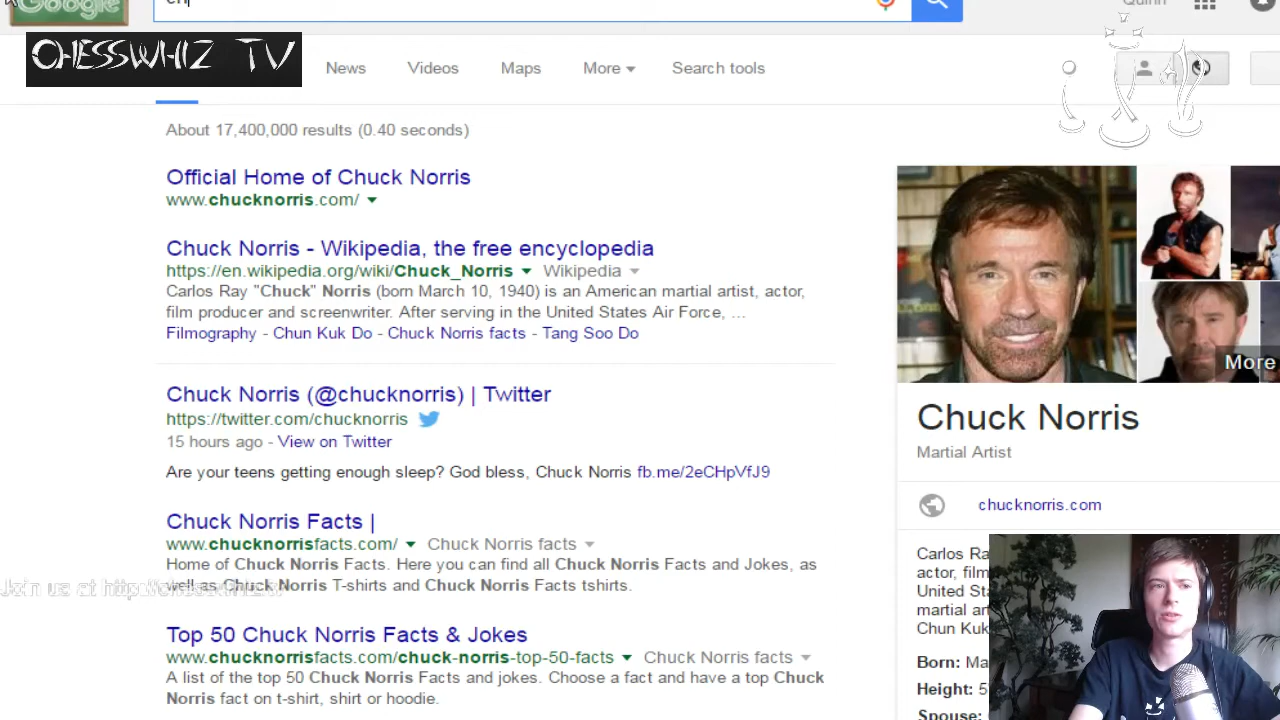 Google
Quinn
CHESSWHIZ TV
News Videos Maps More Search tools
About 17,400,000 results (0.40 seconds)
Official Home of Chuck Norris
www.chucknorris.com/
Chuck Norris - Wikipedia, the free encyclopedia
https://en.wikipedia.org/wiki/Chuck_Norris Wikipedia
Carlos Ray "Chuck" Norris (born March 10, 1940) is an American martial artist, actor,
film producer and screenwriter. After serving in the United States Air Force, ...
Filmography - Chun Kuk Do - Chuck Norris facts - Tang Soo Do
Chuck Norris (@chucknorris) | Twitter
https://twitter.com/chucknorris
15 hours ago - View on Twitter
Are your teens getting enough sleep? God bless, Chuck Norris fb.me/2eCHpVfJ9
Chuck Norris Facts |
www.chucknorrisfacts.com/ Chuck Norris facts
Home of Chuck Norris Facts. Here you can find all Chuck Norris Facts and Jokes, as
well as Chuck Norris T-shirts and Chuck Norris Facts tshirts.
Join us at
Top 50 Chuck Norris Facts & Jokes
www.chucknorrisfacts.com/chuck-norris-top-50-facts Chuck Norris facts
A list of the top 50 Chuck Norris Facts and jokes. Choose a fact and have a top Chuck
Norris fact on t-shirt, shirt or hoodie.
More
Chuck Norris
Martial Artist
chucknorris.com
Carlos Ra
actor, film
United Sta
martial art
Chun Kuk
Born: Ma
Height: 5
Spouse: